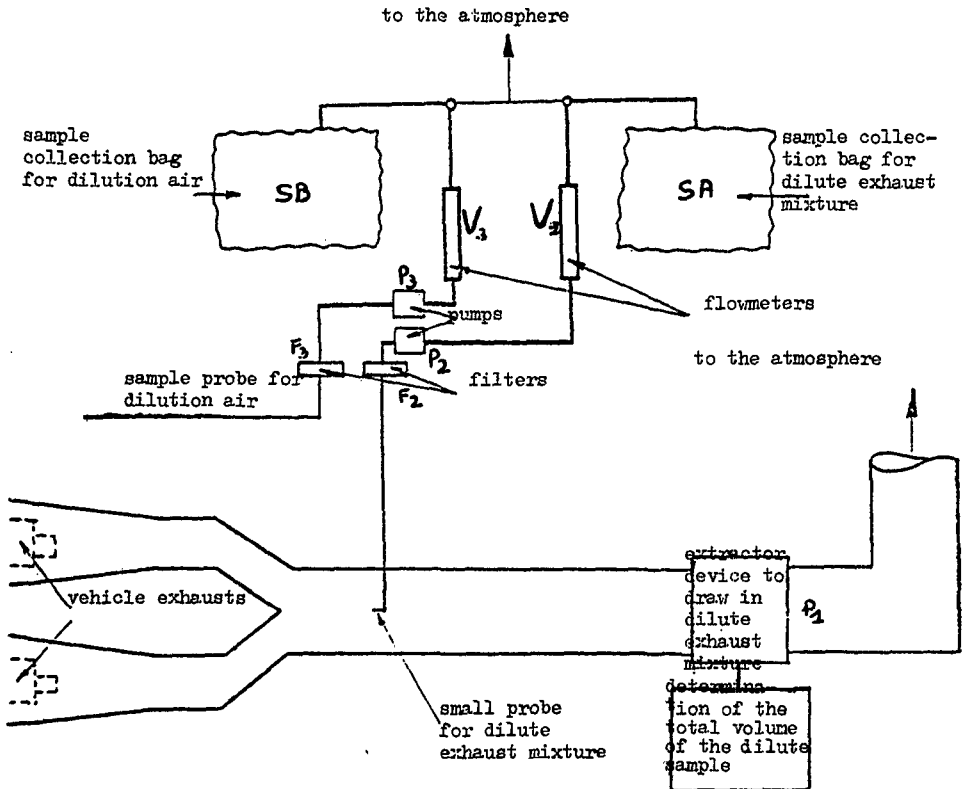 to the atmosphere
sample
collection bag
for dilution air
SB
SA
sample collec-
tion bag for
dilute exhaust
mixture
V3
flowmeters
P3
pumps
P2
to the atmosphere
F3
F2
filters
sample probe for
dilution air
vehicle exhausts
extractor
device to
draw in
dilute
exhaust
mixture
P1
small probe
for dilute
exhaust mixture
determina
tion of the
total volume
of the dilute
sample